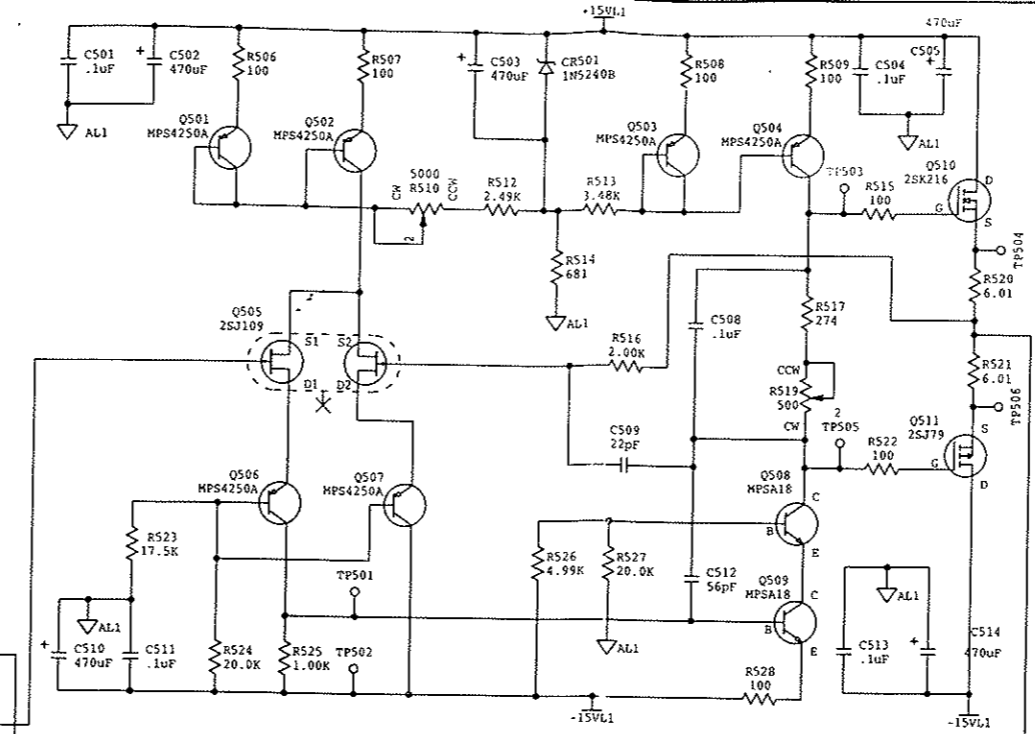 +15VL1
470uF
C501
.1uF
C502
470uF
R506
100
R507
100
C503
470uF
CR501
1N5240B
R508
100
R509
100
C504
.1uF
C505
AL1
AL1
Q501
MPS4250A
Q502
MPS4250A
Q503
MPS4250A
Q504
MPS4250A
TP503
Q510
2SK216
D
G
S
R515
100
5000
R510
CW
CCW
2
R512
2.49K
R513
3.48K
R514
681
AL1
TP504
R520
6.01
Q505
2SJ109
S1
S2
D1
D2
R516
2.00K
C508
.1uF
R517
274
CCW
R519
500
CW
2
R521
6.01
TP506
TP505
Q511
2SJ79
S
G
D
R522
100
C509
22pF
Q506
MPS4250A
Q507
MPS4250A
Q508
MPSA18
C
B
E
R523
17.5K
R526
4.99K
R527
20.0K
C512
56pF
Q509
MPSA18
C
B
E
TP501
AL1
AL1
AL1
C510
470uF
C511
.1uF
R524
20.0K
R525
1.00K
TP502
C513
.1uF
C514
470uF
R528
100
-15VL1
-15VL1